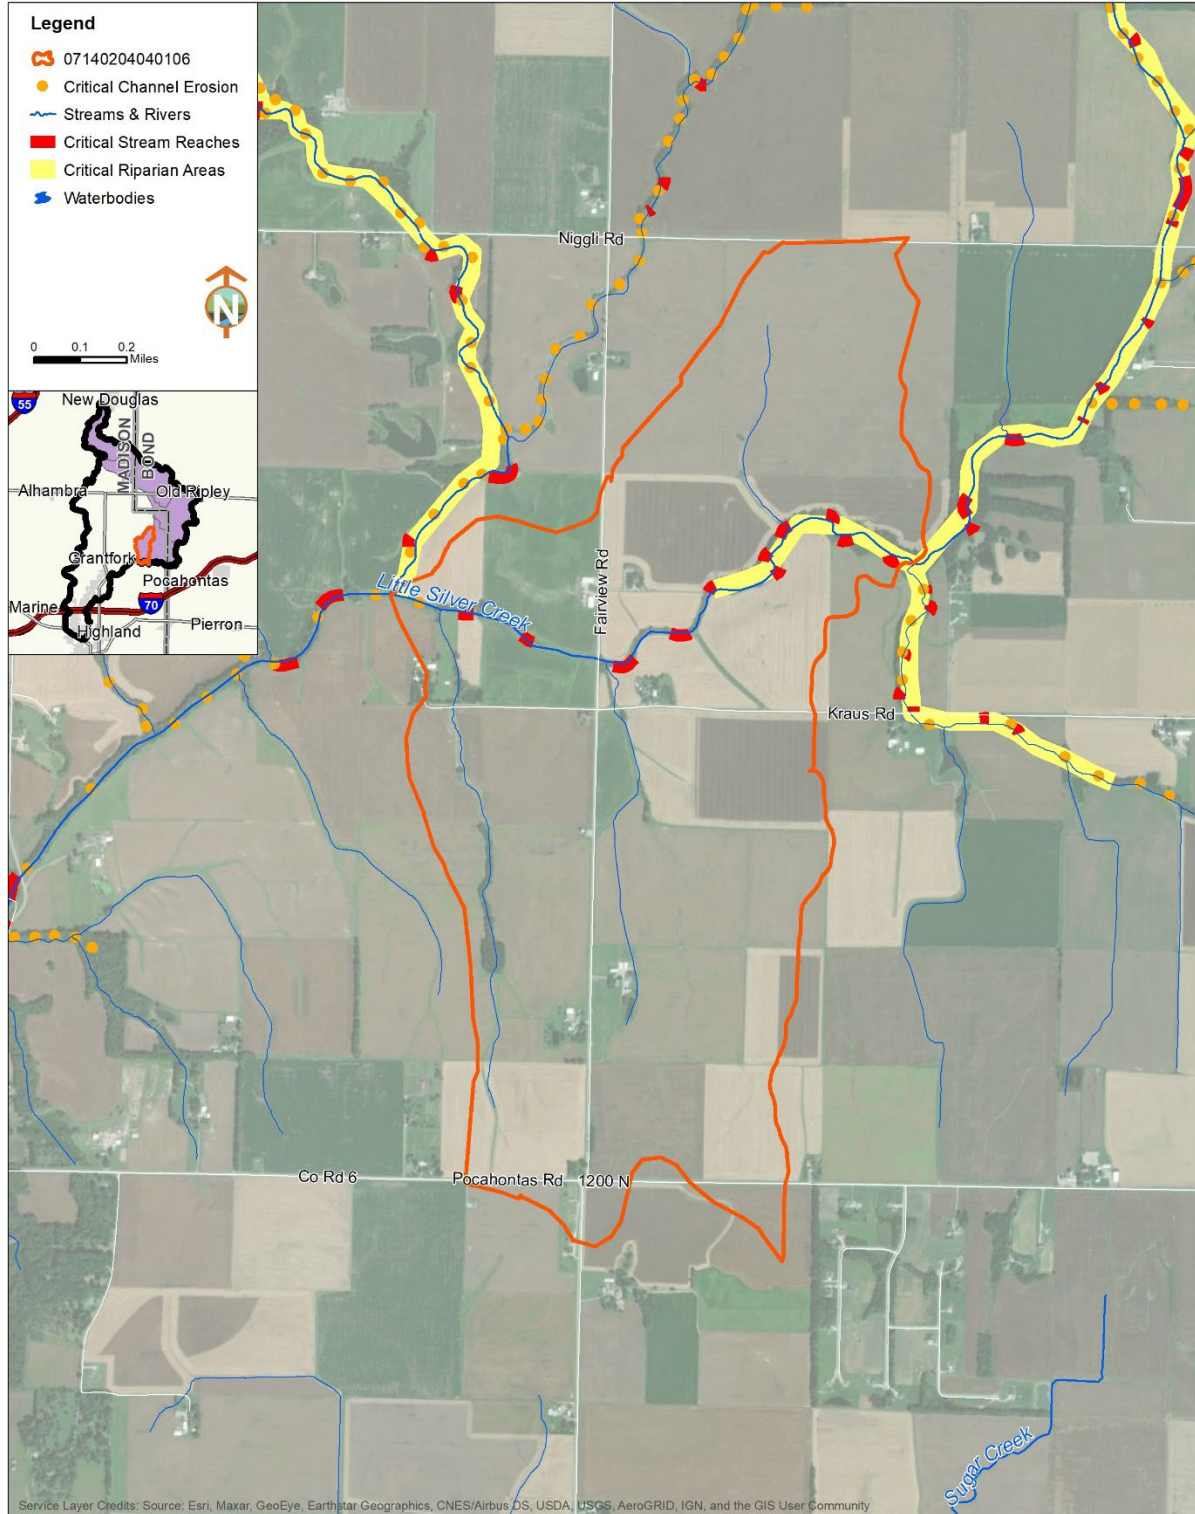 Legend
07140204040106
Critical Channel Erosion
Streams & Rivers
Critical Stream Reaches
Critical Riparian Areas
Waterbodies
N
0 0.1 0.2
Miles
55
New Douglas
MADISON
BOND
Alhambra
Old Ripley
Grantfork
Pocahontas
Marine
70
Highland
Pierron
Niggli Rd
Fairview Rd
Little Silver Creek
Kraus Rd
Co Rd 6
Pocahontas Rd
1200 N
Sugar Creek
Service Layer Credits: Source: Esri, Maxar, GeoEye, Earthstar Geographics, CNES/Airbus DS, USDA, USGS, AeroGRID, IGN, and the GIS User Community